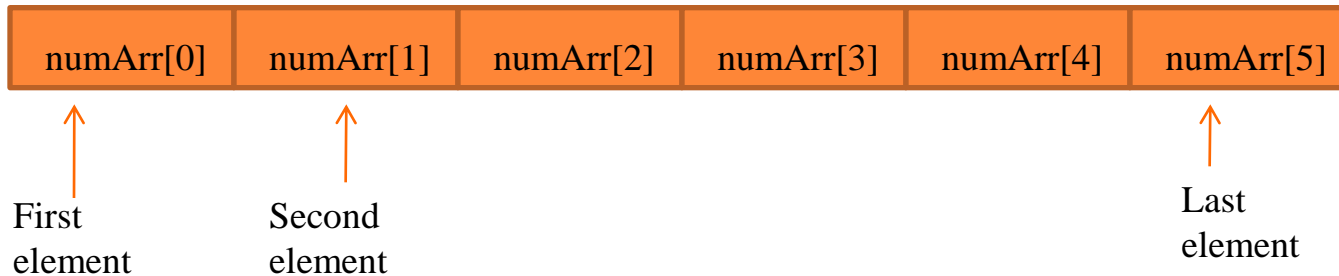 numArr[0] numArr[1] numArr[2] numArr[3] numArr[4] numArr[5]
First
element
Second
element
Last
element